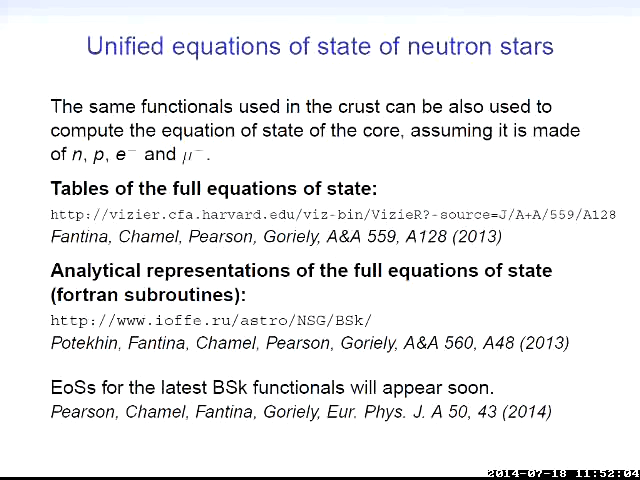 Unified equations of state of neutron stars
The same functionals used in the crust can be also used to
compute the equation of state of the core, assuming it is made
of n, p, e⁻ and μ⁻.
Tables of the full equations of state:
http://vizier.cfa.harvard.edu/viz-bin/VizieR?-source=J/A+A/559/A128
Fantina, Chamel, Pearson, Goriely, A&A 559, A128 (2013)
Analytical representations of the full equations of state
(fortran subroutines):
http://www.ioffe.ru/astro/NSG/BSk/
Potekhin, Fantina, Chamel, Pearson, Goriely, A&A 560, A48 (2013)
EoSs for the latest BSk functionals will appear soon.
Pearson, Chamel, Fantina, Goriely, Eur. Phys. J. A 50, 43 (2014)
2014-07-18 11:52:04